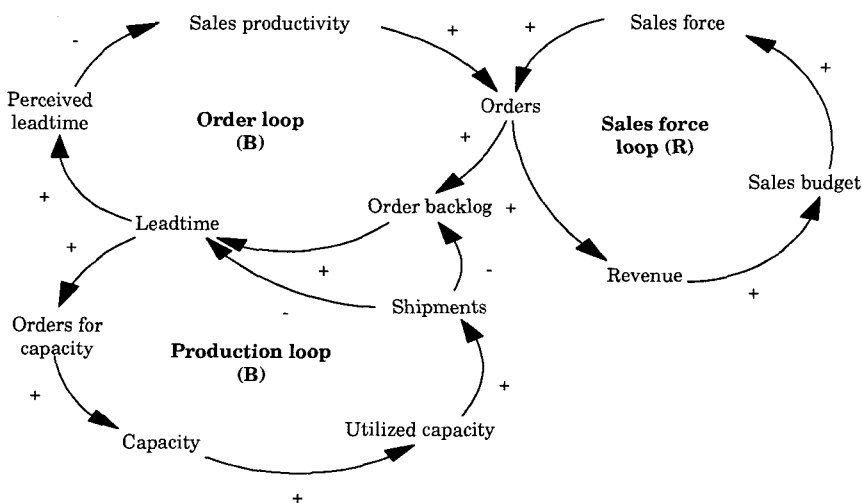 Sales productivity
+
+
Sales force
-
+
Perceived
leadtime
Order loop
(B)
Orders
Sales force
loop (R)
+
Sales budget
+
Order backlog
+
Leadtime
+
+
-
Revenue
+
-
Shipments
Orders for
capacity
Production loop
(B)
+
+
Utilized capacity
Capacity
+